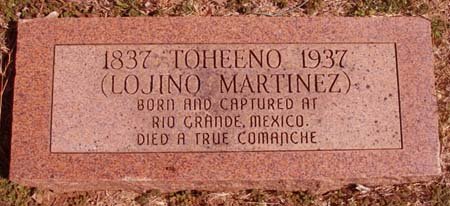 1837 TOHEENO 1937
(LOJINO MARTINEZ)
BORN AND CAPTURED AT
RIO GRANDE, MEXICO.
DIED A TRUE COMANCHE